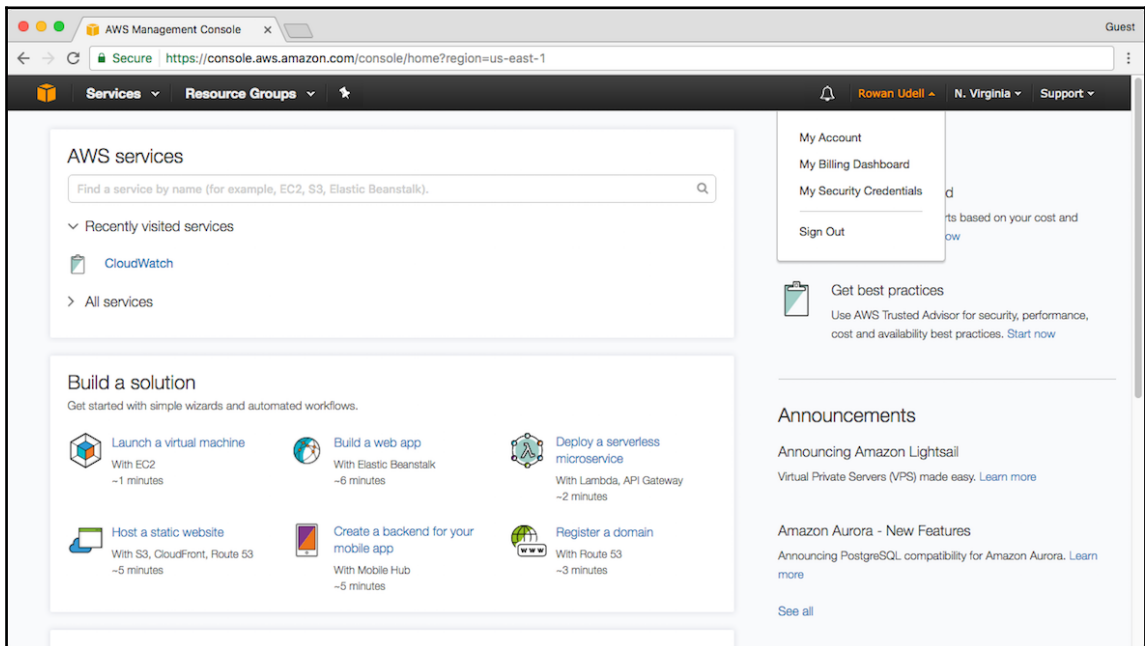 AWS Management Console
Guest
Secure https://console.aws.amazon.com/console/home?region=us-east-1
Services Resource Groups Rowan Udell N. Virginia Support
AWS services
Find a service by name (for example, EC2, S3, Elastic Beanstalk).
Recently visited services
CloudWatch
All services
My Account
My Billing Dashboard
My Security Credentials
Sign Out
d
rts based on your cost and
ow
Get best practices
Use AWS Trusted Advisor for security, performance,
cost and availability best practices. Start now
Build a solution
Get started with simple wizards and automated workflows.
Launch a virtual machine
With EC2
~1 minutes
Build a web app
With Elastic Beanstalk
~6 minutes
Deploy a serverless
microservice
With Lambda, API Gateway
~2 minutes
Host a static website
With S3, CloudFront, Route 53
~5 minutes
Create a backend for your
mobile app
With Mobile Hub
~5 minutes
www
Register a domain
With Route 53
~3 minutes
Announcements
Announcing Amazon Lightsail
Virtual Private Servers (VPS) made easy. Learn more
Amazon Aurora - New Features
Announcing PostgreSQL compatibility for Amazon Aurora. Learn
more
See all